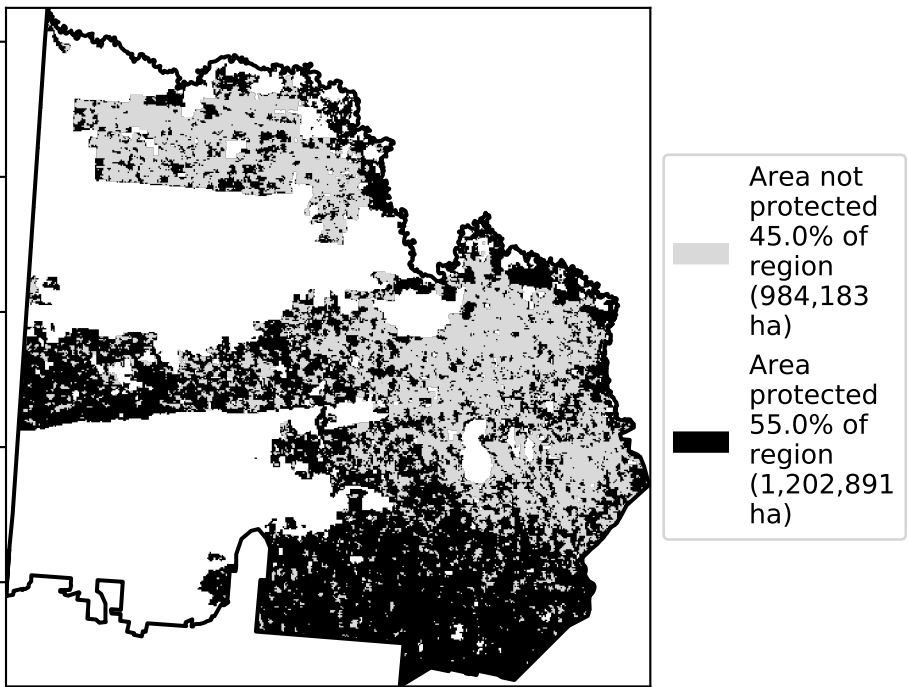 Area not
protected
45.0% of
region
(984,183
ha)
Area
protected
55.0% of
region
(1,202,891
ha)